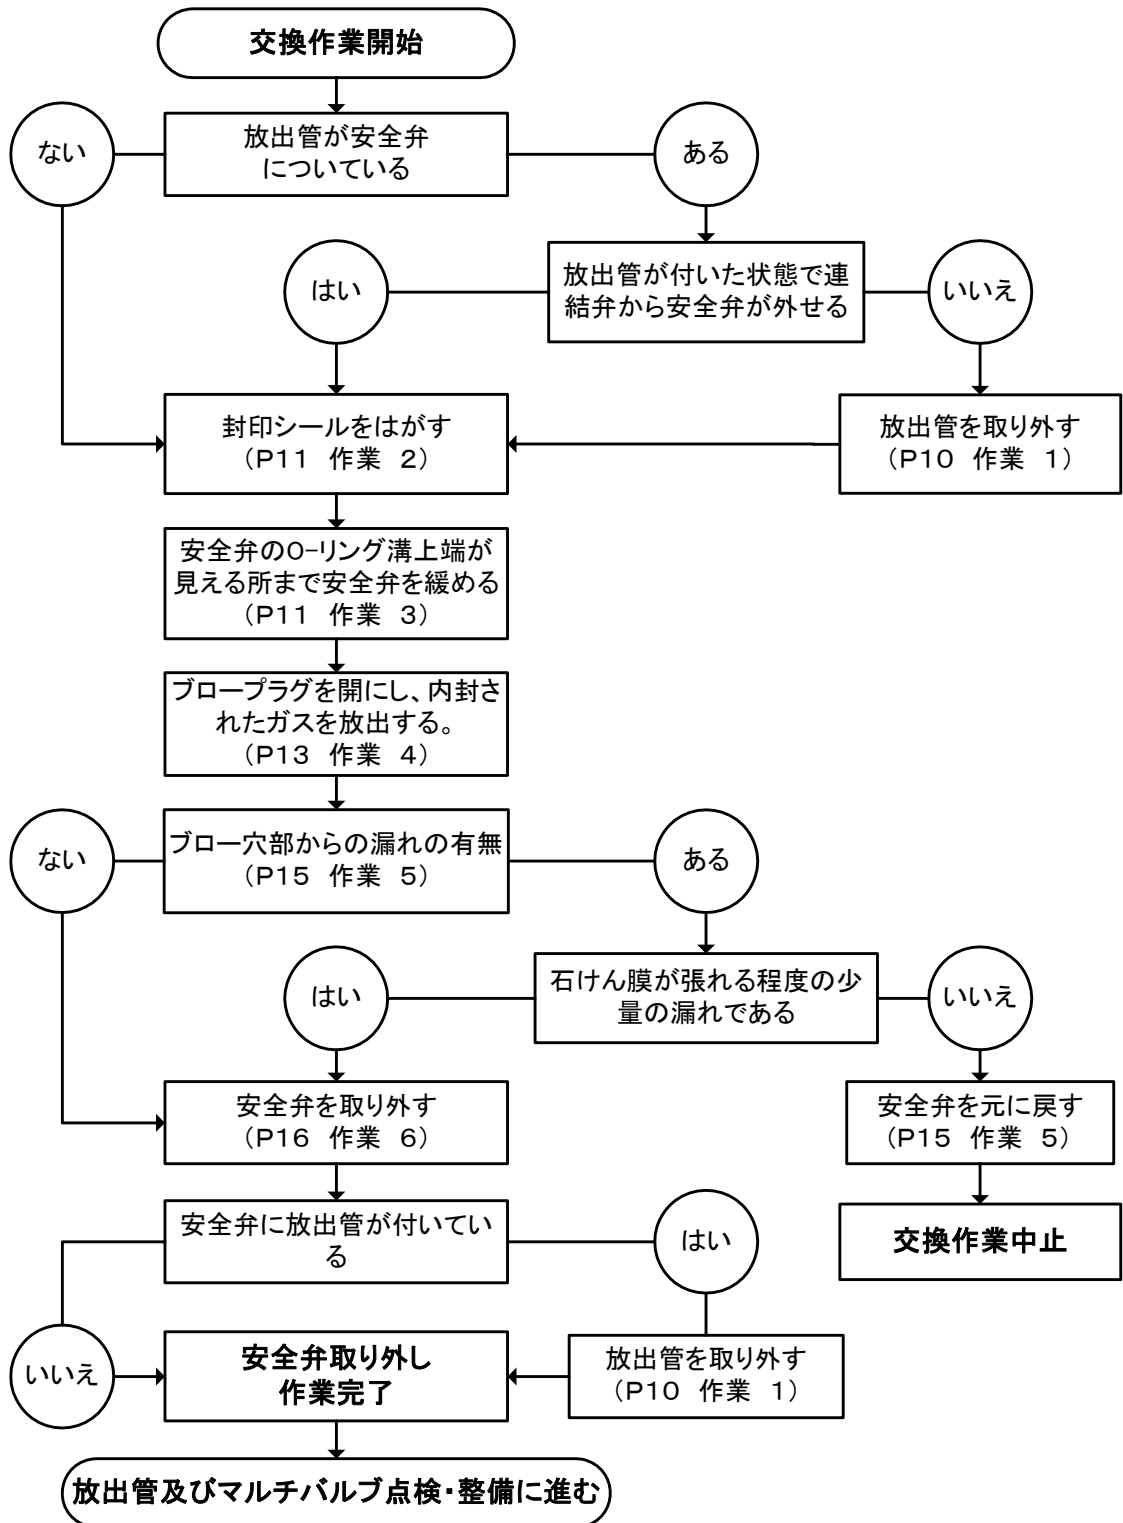 交換作業開始
ない
放出管が安全弁
についている
ある
はい
放出管が付いた状態で連
結弁から安全弁が外せる
いいえ
封印シールをはがす
（P11 作業 2）
放出管を取り外す
（P10 作業 1）
安全弁のO-リング溝上端が
見える所まで安全弁を緩める
（P11 作業 3）
ブロープラグを開にし、内封さ
れたガスを放出する。
（P13 作業 4）
ない
ブロー穴部からの漏れの有無
（P15 作業 5）
ある
はい
石けん膜が張れる程度の少
量の漏れである
いいえ
安全弁を取り外す
（P16 作業 6）
安全弁を元に戻す
（P15 作業 5）
安全弁に放出管が付いてい
る
はい
交換作業中止
いいえ
安全弁取り外し
作業完了
放出管を取り外す
（P10 作業 1）
放出管及びマルチバルブ点検・整備に進む